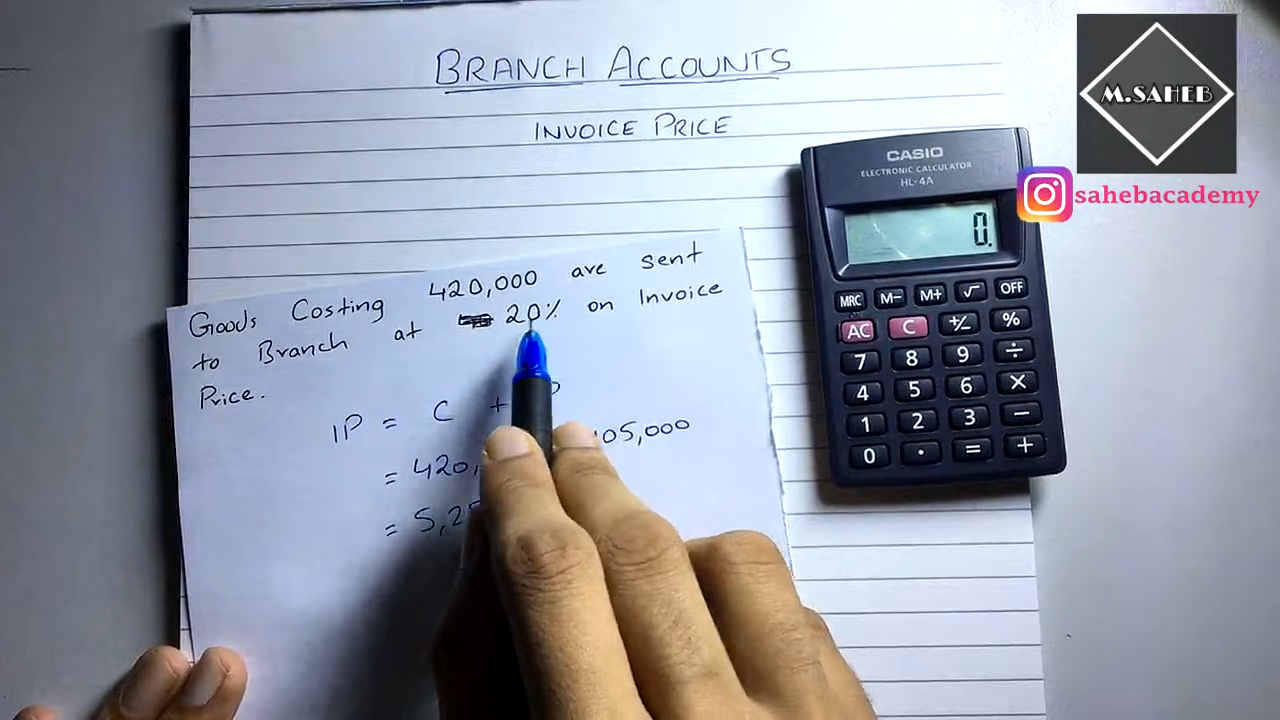 BRANCH ACCOUNTS
INVOICE PRICE
M.SAHEB
sahebacademy
CASIO
ELECTRONIC CALCULATOR
HL-4A
0.
MRC M− M+ √ OFF
AC C +/− %
7 8 9 ÷
4 5 6 ×
1 2 3 −
0 . = +
Goods Costing 420,000 are sent
to Branch at 20% on Invoice
Price.
IP = C +
= 420, 105,000
= 5,25